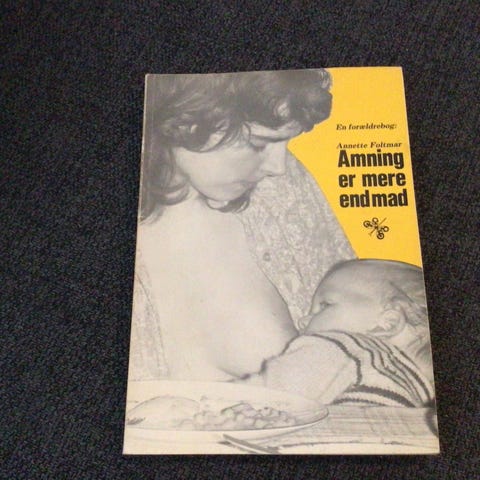 En forældrebog:
Annette Foltmar
Amning
er mere
end mad